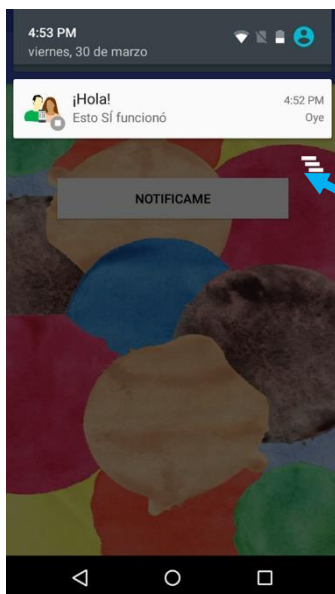 4:53 PM
viernes, 30 de marzo
¡Hola!
4:52 PM
Esto SÍ funcionó
Oye
NOTIFICAME